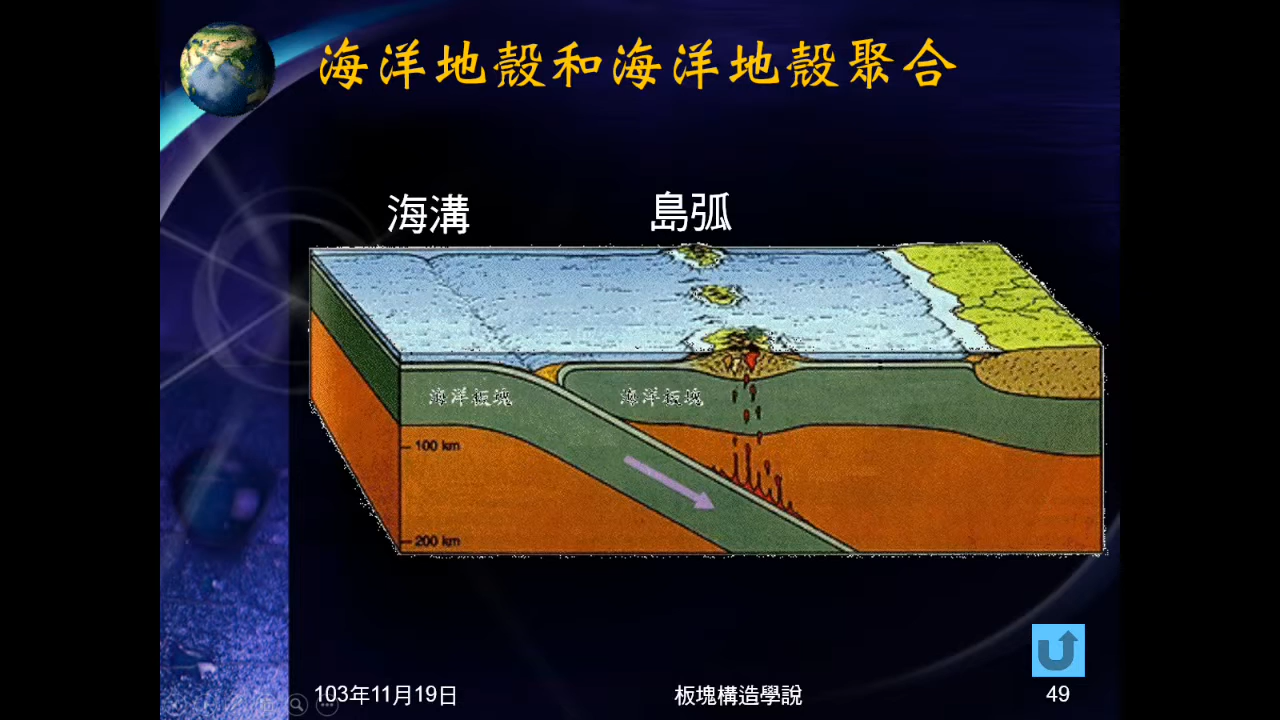 海洋地殼和海洋地殼聚合
海溝
島弧
海洋板塊
海洋板塊
100 km
200 km
103年11月19日
板塊構造學說
49